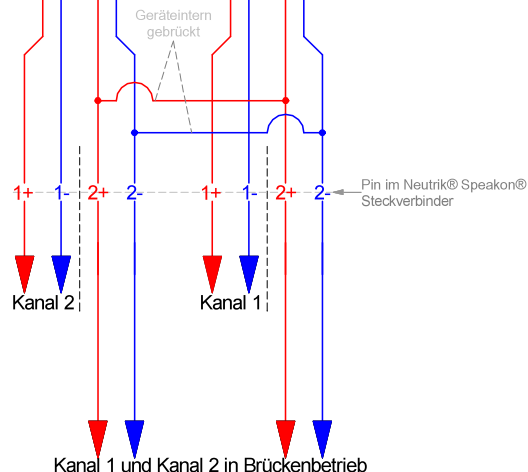 Geräteintern
gebrückt
1+ 1- 2+ 2- 1+ 1- 2+ 2-
Pin im Neutrik® Speakon®
Steckverbinder
Kanal 2 Kanal 1
Kanal 1 und Kanal 2 in Brückenbetrieb